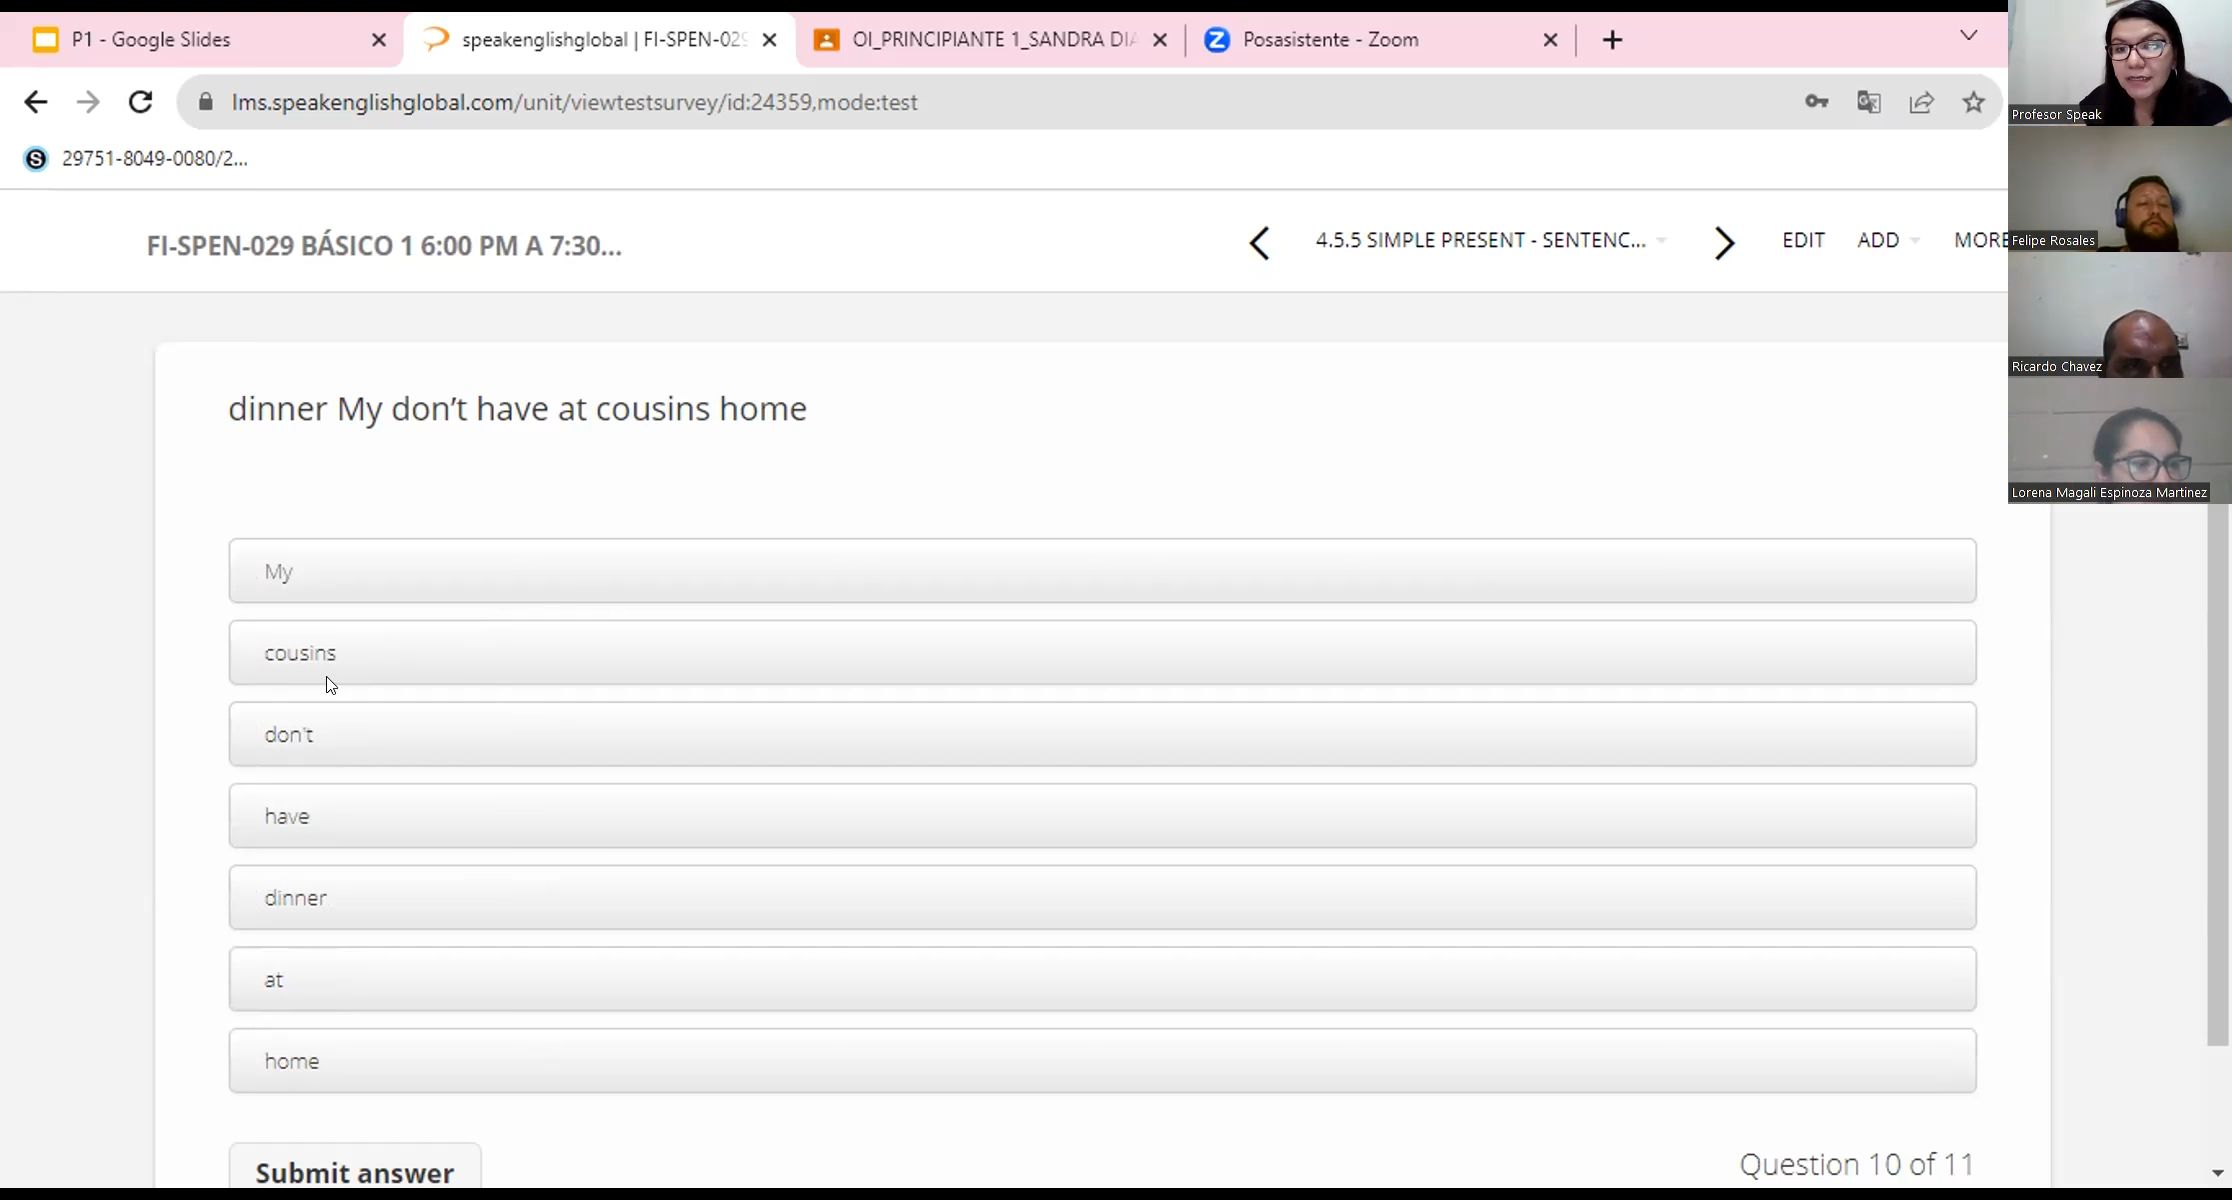 P1 - Google Slides
speakenglishglobal | FI-SPEN-029
OI_PRINCIPIANTE 1_SANDRA DIA
Posasistente - Zoom
lms.speakenglishglobal.com/unit/viewtestsurvey/id:24359,mode:test
29751-8049-0080/2...
FI-SPEN-029 BÁSICO 1 6:00 PM A 7:30...
4.5.5 SIMPLE PRESENT - SENTENC...
EDIT
ADD
MORE
dinner My don’t have at cousins home
My
cousins
don't
have
dinner
at
home
Submit answer
Question 10 of 11
Profesor Speak
Felipe Rosales
Ricardo Chavez
Lorena Magali Espinoza Martinez